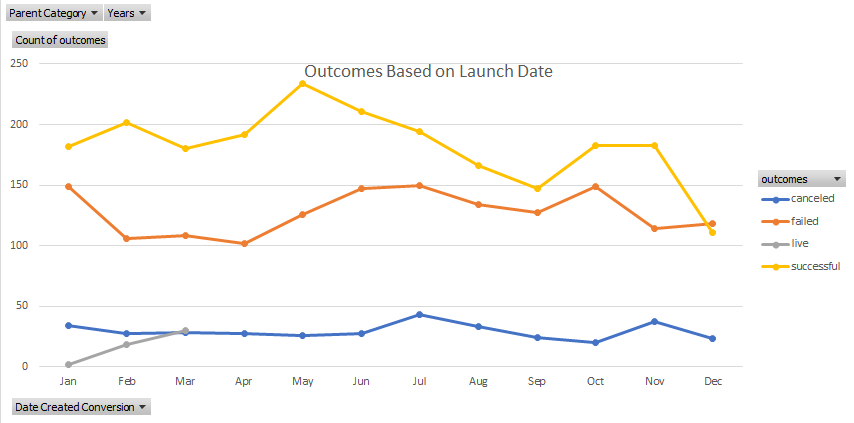 Parent Category Years
Count of outcomes
Outcomes Based on Launch Date
250
200
150
100
50
0
Jan Feb Mar Apr May Jun Jul Aug Sep Oct Nov Dec
outcomes
canceled
failed
live
successful
Date Created Conversion